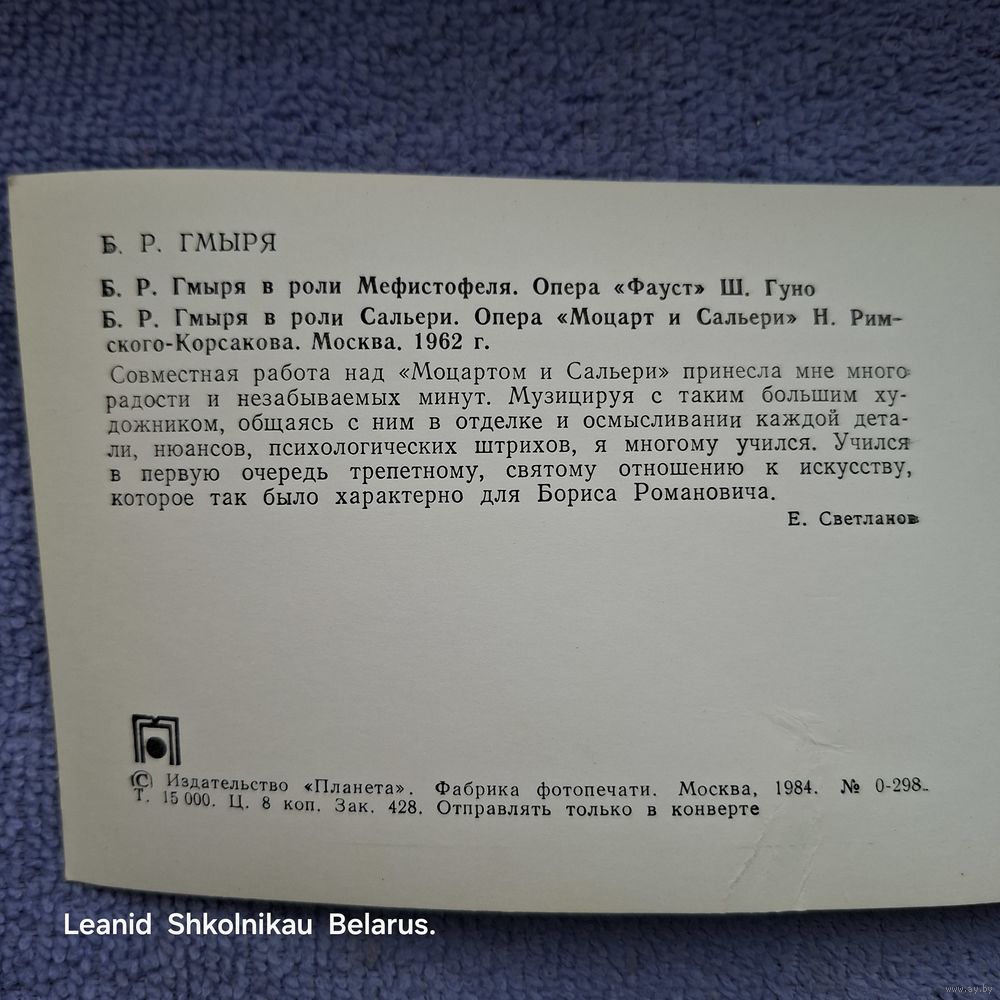 Б. Р. ГМЫРЯ
Б. Р. Гмыря в роли Мефистофеля. Опера «Фауст» Ш. Гуно
Б. Р. Гмыря в роли Сальери. Опера «Моцарт и Сальери» Н. Рим-
ского-Корсакова. Москва. 1962 г.
Совместная работа над «Моцартом и Сальери» принесла мне много
радости и незабываемых минут. Музицируя с таким большим ху-
дожником, общаясь с ним в отделке и осмысливании каждой дета-
ли, нюансов, психологических штрихов, я многому учился. Учился
в первую очередь трепетному, святому отношению к искусству,
которое так было характерно для Бориса Романовича.
Е. Светланов
© Издательство «Планета». Фабрика фотопечати. Москва, 1984. № 0-298.
Т. 15 000. Ц. 8 коп. Зак. 428. Отправлять только в конверте
Leanid Shkolnikau Belarus.
www.ay.by